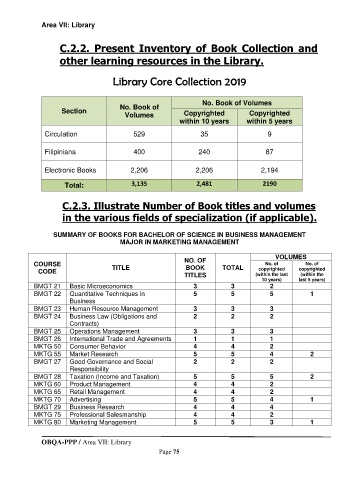 Area VII: Library
C.2.2. Present Inventory of Book Collection and
other learning resources in the Library.
Library Core Collection 2019
Section No. Book of Volumes No. Book of Volumes
Copyrighted within 10 years Copyrighted within 5 years
Circulation 529 35 9
Filipiniana 400 240 87
Electronic Books 2,206 2,206 2,194
Total: 3,135 2,481 2190
C.2.3. Illustrate Number of Book titles and volumes
in the various fields of specialization (if applicable).
SUMMARY OF BOOKS FOR BACHELOR OF SCIENCE IN BUSINESS MANAGEMENT
MAJOR IN MARKETING MANAGEMENT
COURSE CODE TITLE NO. OF BOOK TITLES TOTAL VOLUMES
No. of copyrighted (within the last 10 years) No. of copyrighted (within the last 5 years)
BMGT 21 Basic Microeconomics 3 3 2
BMGT 22 Quantitative Techniques in Business 5 5 5 1
BMGT 23 Human Resource Management 3 3 3
BMGT 24 Business Law (Obligations and Contracts) 2 2 2
BMGT 25 Operations Management 3 3 3
BMGT 26 International Trade and Agreements 1 1 1
MKTG 50 Consumer Behavior 4 4 2
MKTG 55 Market Research 5 5 4 2
BMGT 27 Good Governance and Social Responsibility 2 2 2
BMGT 28 Taxation (Income and Taxation) 5 5 5 2
MKTG 60 Product Management 4 4 2
MKTG 65 Retail Management 4 4 2
MKTG 70 Advertising 5 5 4 1
BMGT 29 Business Research 4 4 4
MKTG 75 Professional Salesmanship 4 4 2
MKTG 80 Marketing Management 5 5 3 1
OBQA-PPP / Area VII: Library
Page 75